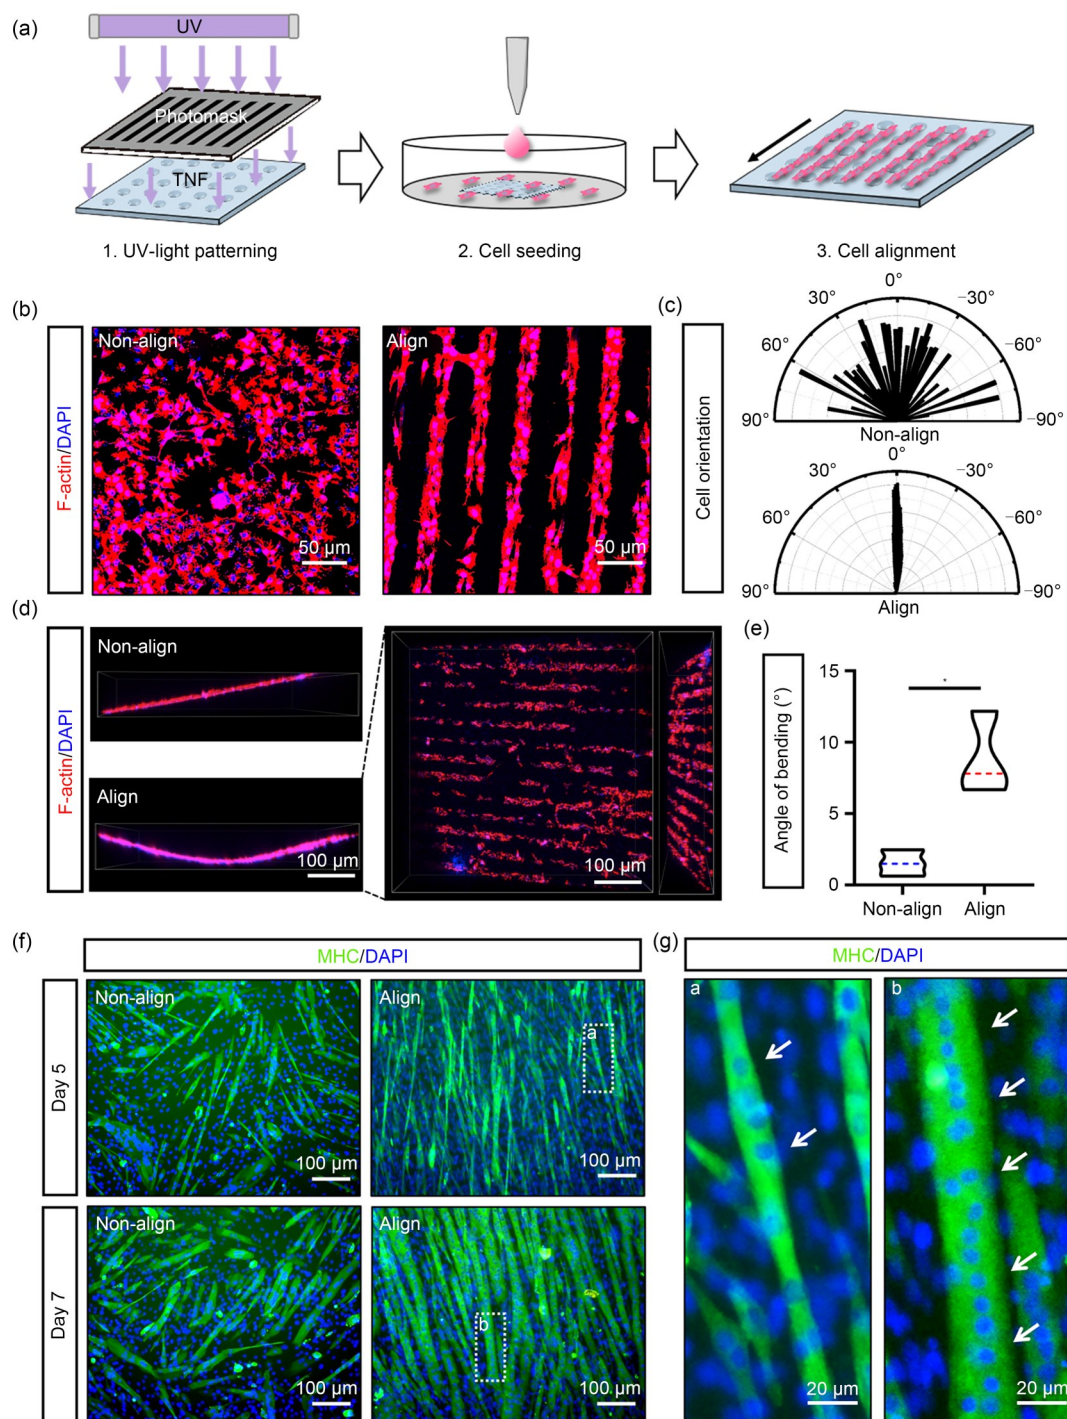 (a)
UV
Photomask
TNF
1. UV-light patterning
2. Cell seeding
3. Cell alignment
(b)
F-actin/DAPI
Non-align
50 µm
Align
50 µm
(c)
Cell orientation
0°
30°
−30°
60°
−60°
90°
−90°
Non-align
0°
30°
−30°
60°
−60°
90°
−90°
Align
(d)
F-actin/DAPI
Non-align
Align
100 µm
100 µm
(e)
Angle of bending (°)
15
10
5
0
*
Non-align
Align
(f)
MHC/DAPI
Day 5
Non-align
100 µm
Align
a
100 µm
Day 7
Non-align
100 µm
Align
b
100 µm
(g)
MHC/DAPI
a
20 µm
b
20 µm